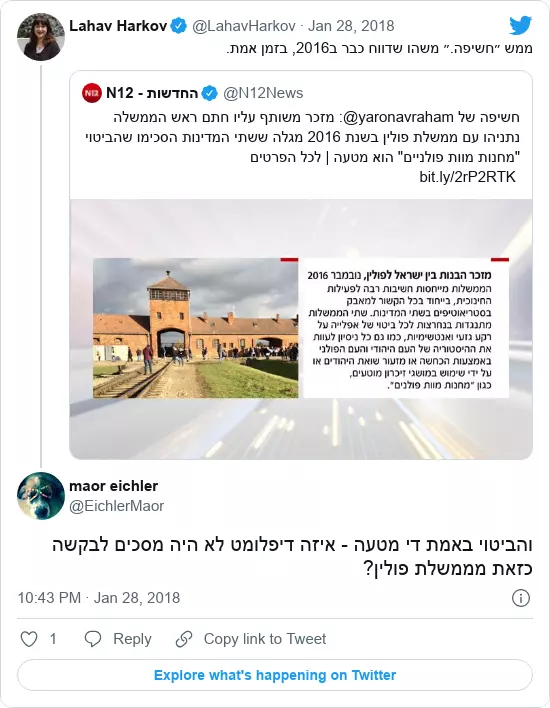 Lahav Harkov @LahavHarkov · Jan 28, 2018
ממש ״חשיפה.״ משהו שדווח כבר ב2016, בזמן אמת.
N12 - החדשות @N12News
חשיפה של @yaronavraham: מזכר משותף עליו חתם ראש הממשלה
נתניהו עם ממשלת פולין בשנת 2016 מגלה ששתי המדינות הסכימו שהביטוי
"מחנות מוות פולניים" הוא מטעה | לכל הפרטים
bit.ly/2rP2RTK
מזכר הבנות בין ישראל לפולין, נובמבר 2016
הממשלות מייחסות חשיבות רבה לפעילות
החינוכית, בייחוד בכל הקשור למאבק
בסטריאוטיפים בשתי המדינות. שתי הממשלות
מתנגדות בנחרצות לכל ביטוי של אפלייה על
רקע גזעי ואנטשימיות, כמו גם כל ניסיון לעוות
את ההיסטוריה של העם היהודי והעם הפולני
באמצעות הכחשה או מזעור שואת היהודים או
על ידי שימוש במושגי זיכרון מוטעים,
כגון "מחנות מוות פולנים".
maor eichler
@EichlerMaor
והביטוי באמת די מטעה - איזה דיפלומט לא היה מסכים לבקשה
כזאת מממשלת פולין?
10:43 PM · Jan 28, 2018
1 Reply Copy link to Tweet
Explore what's happening on Twitter